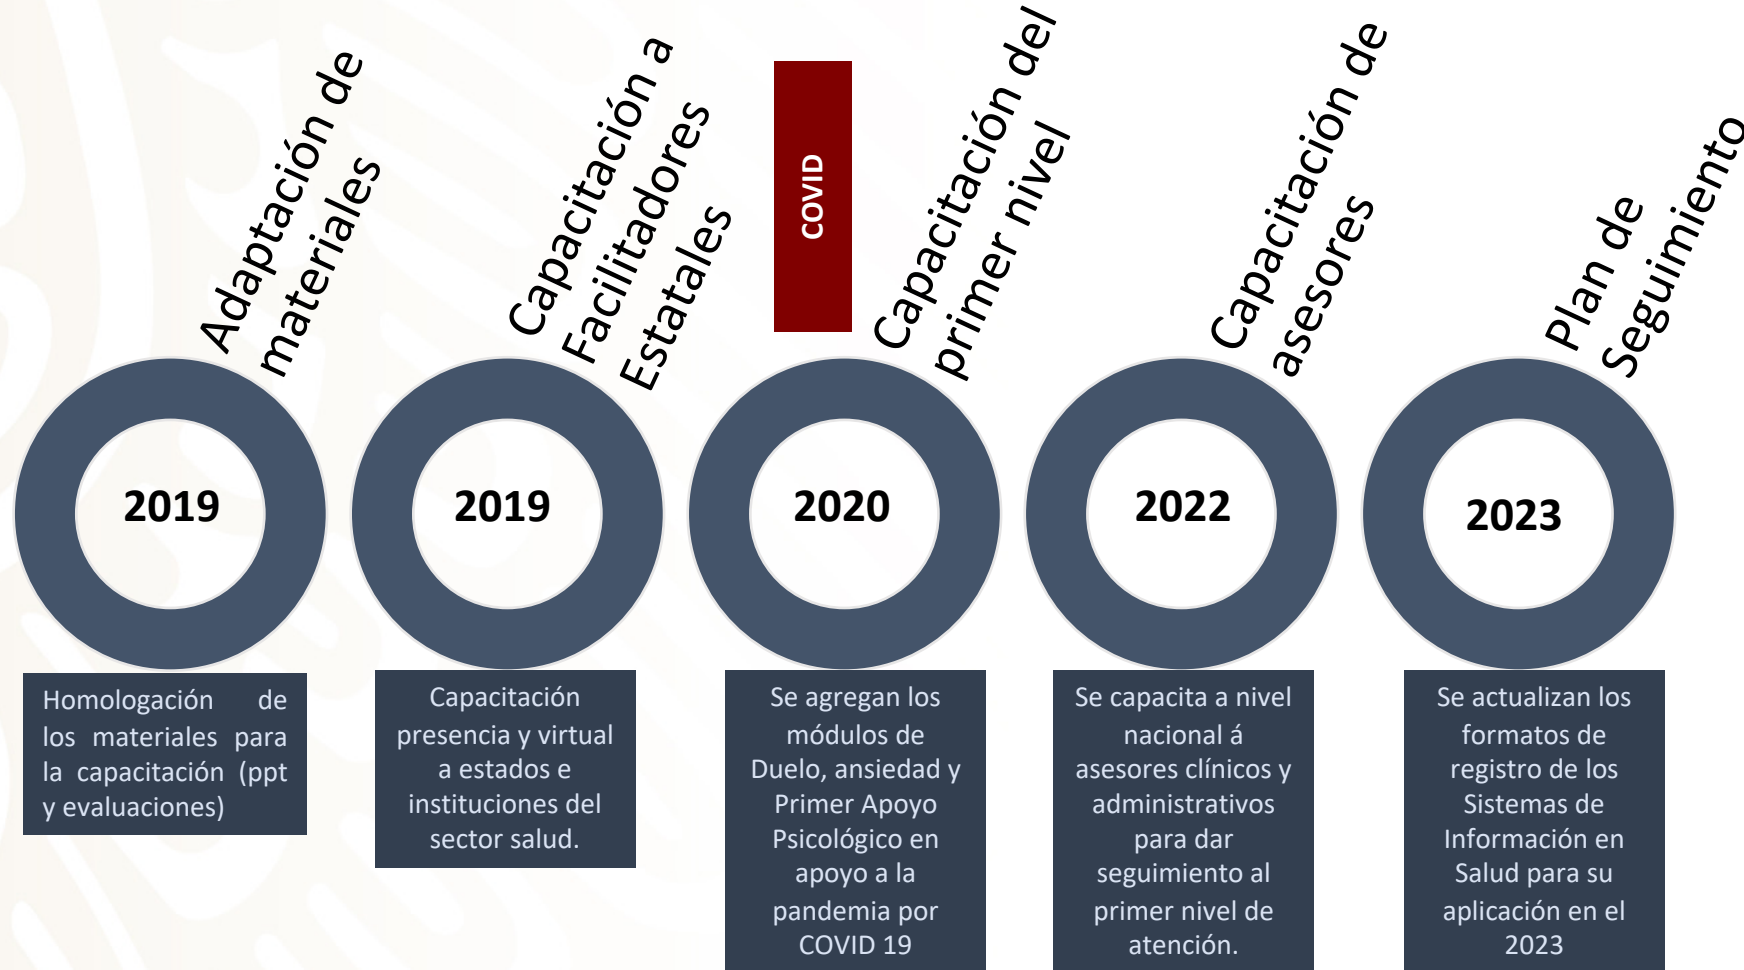 Adaptación de
materiales
Capacitación a
Facilitadores
Estatales
COVID
Capacitación del
primer nivel
Capacitación de
asesores
Plan de
Seguimiento
2019
2019
2020
2022
2023
Homologación de
los materiales para
la capacitación (ppt
y evaluaciones)
Capacitación
presencia y virtual
a estados e
instituciones del
sector salud.
Se agregan los
módulos de
Duelo, ansiedad y
Primer Apoyo
Psicológico en
apoyo a la
pandemia por
COVID 19
Se capacita a nivel
nacional á
asesores clínicos y
administrativos
para dar
seguimiento al
primer nivel de
atención.
Se actualizan los
formatos de
registro de los
Sistemas de
Información en
Salud para su
aplicación en el
2023